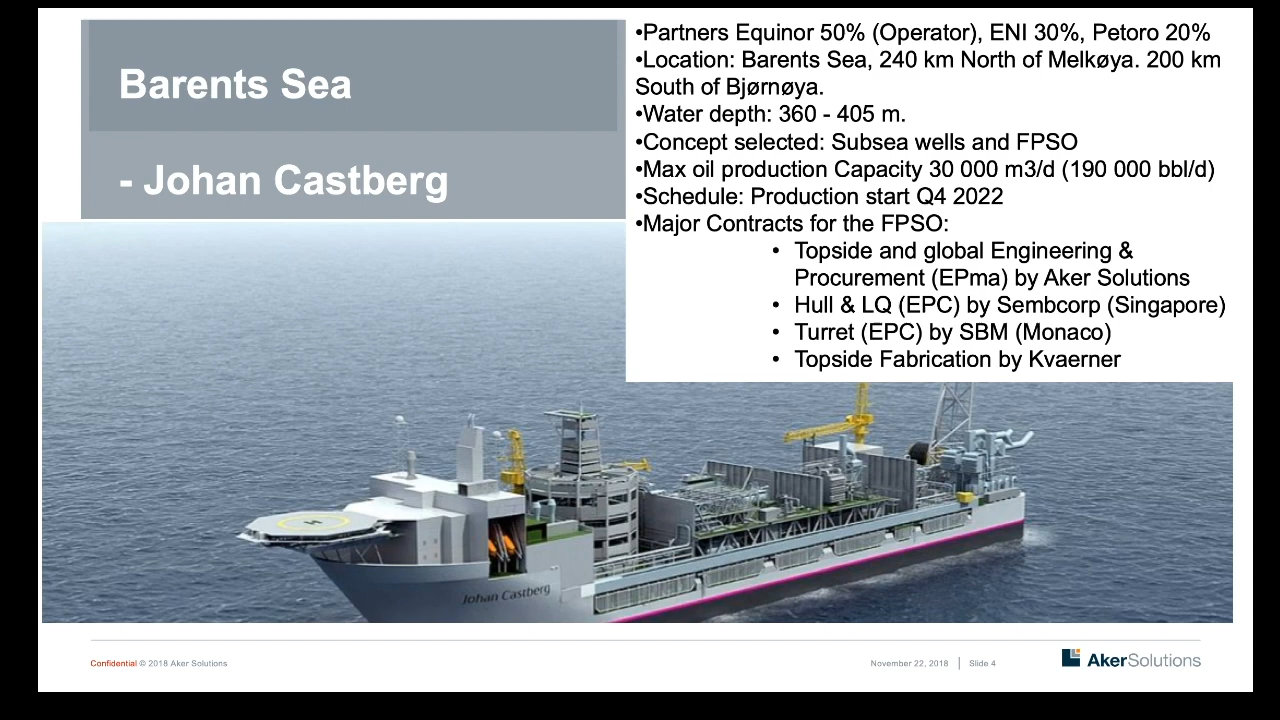 Barents Sea
- Johan Castberg
•Partners Equinor 50% (Operator), ENI 30%, Petoro 20%
•Location: Barents Sea, 240 km North of Melkøya. 200 km
South of Bjørnøya.
•Water depth: 360 - 405 m.
•Concept selected: Subsea wells and FPSO
•Max oil production Capacity 30 000 m3/d (190 000 bbl/d)
•Schedule: Production start Q4 2022
•Major Contracts for the FPSO:
• Topside and global Engineering &
Procurement (EPma) by Aker Solutions
• Hull & LQ (EPC) by Sembcorp (Singapore)
• Turret (EPC) by SBM (Monaco)
• Topside Fabrication by Kvaerner
H
Johan Castberg
Confidential © 2018 Aker Solutions
November 22, 2018 | Slide 4
AkerSolutions